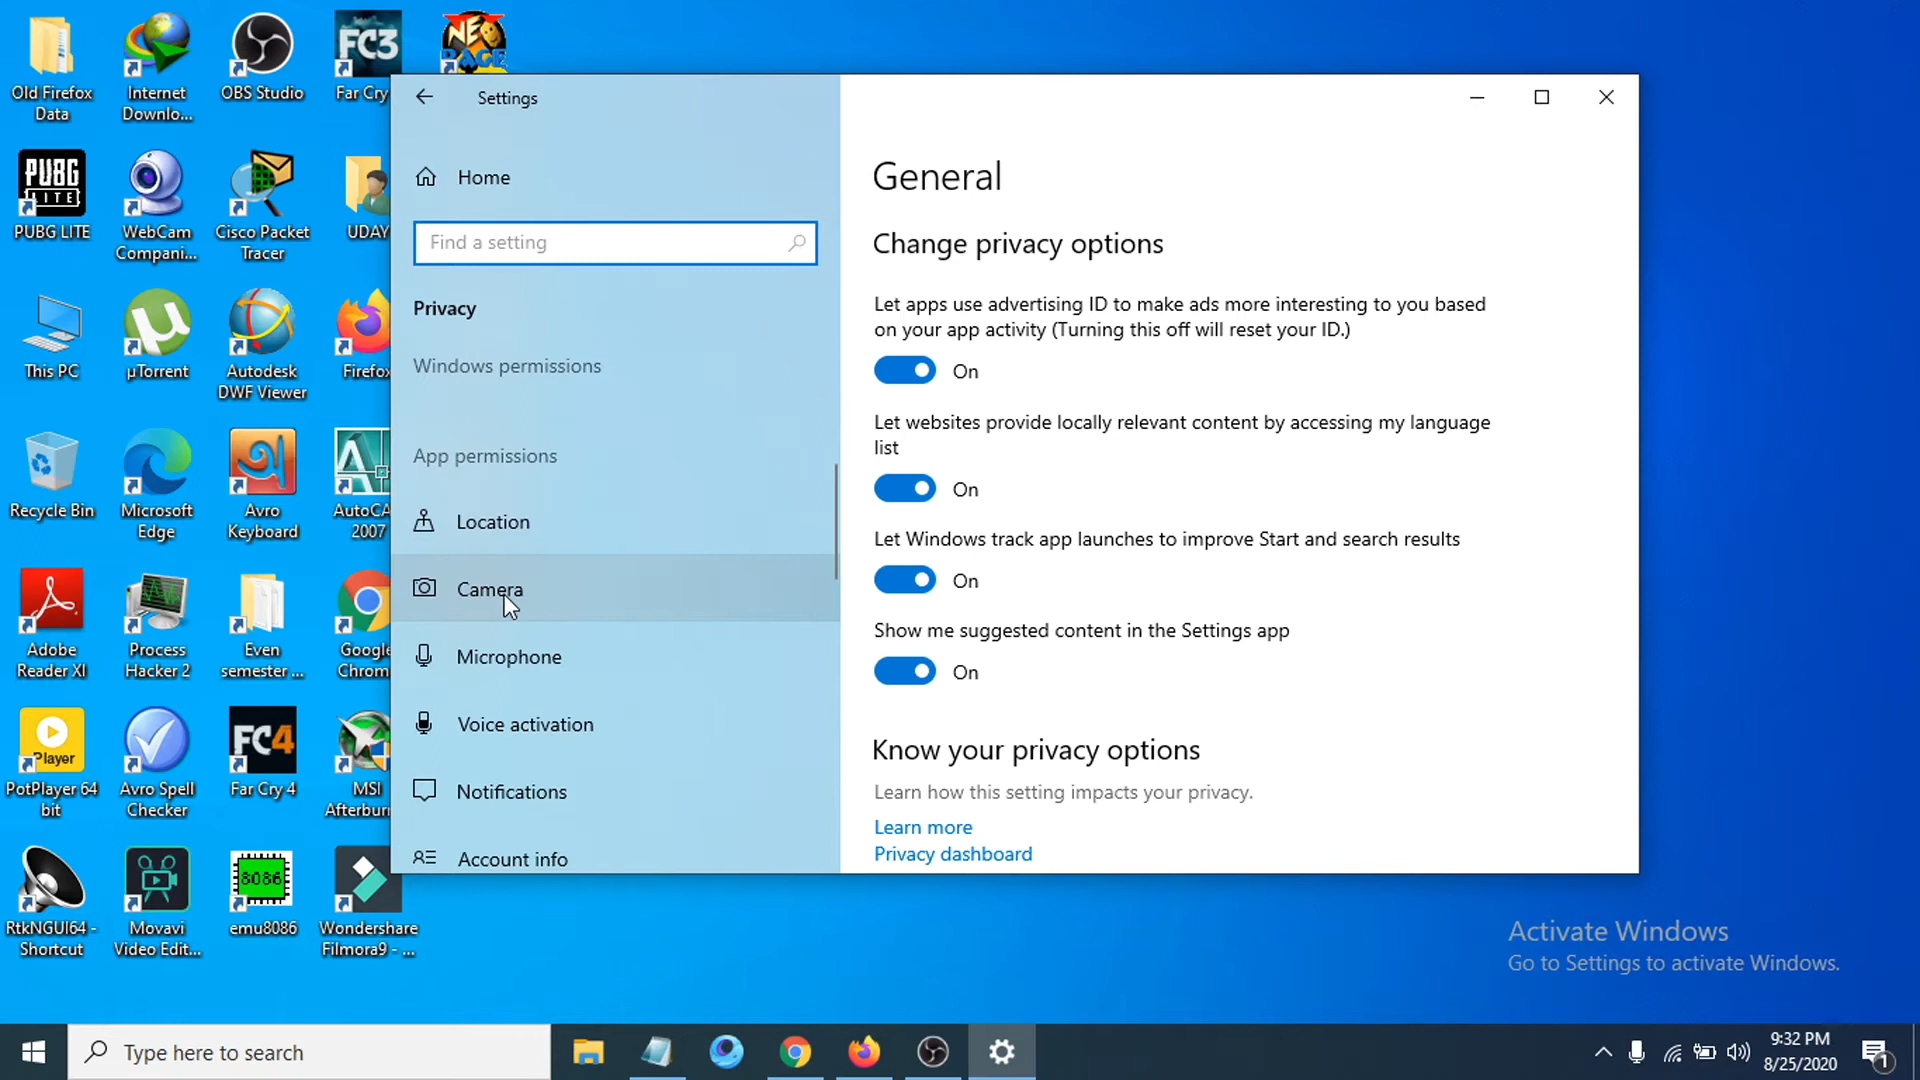 Old Firefox
Data
Internet
Downlo...
OBS Studio
FC3
Far Cry
NEO
RAGE
PUBG
LITE
PUBG LITE
WebCam
Compani...
Cisco Packet
Tracer
UDAY
This PC
µTorrent
Autodesk
DWF Viewer
Firefox
Recycle Bin
Microsoft
Edge
Avro
Keyboard
AutoCA
2007
Adobe
Reader XI
Process
Hacker 2
Even
semester ...
Google
Chrom
Player
PotPlayer 64
bit
Avro Spell
Checker
FC4
Far Cry 4
MSI
Afterburn
RtkNGUI64 -
Shortcut
Movavi
Video Edit...
8086
emu8086
Wondershare
Filmora9 - ...
Settings
Home
Find a setting
Privacy
Windows permissions
App permissions
Location
Camera
Microphone
Voice activation
Notifications
Account info
General
Change privacy options
Let apps use advertising ID to make ads more interesting to you based
on your app activity (Turning this off will reset your ID.)
On
Let websites provide locally relevant content by accessing my language
list
On
Let Windows track app launches to improve Start and search results
On
Show me suggested content in the Settings app
On
Know your privacy options
Learn how this setting impacts your privacy.
Learn more
Privacy dashboard
Activate Windows
Go to Settings to activate Windows.
Type here to search
9:32 PM
8/25/2020
1